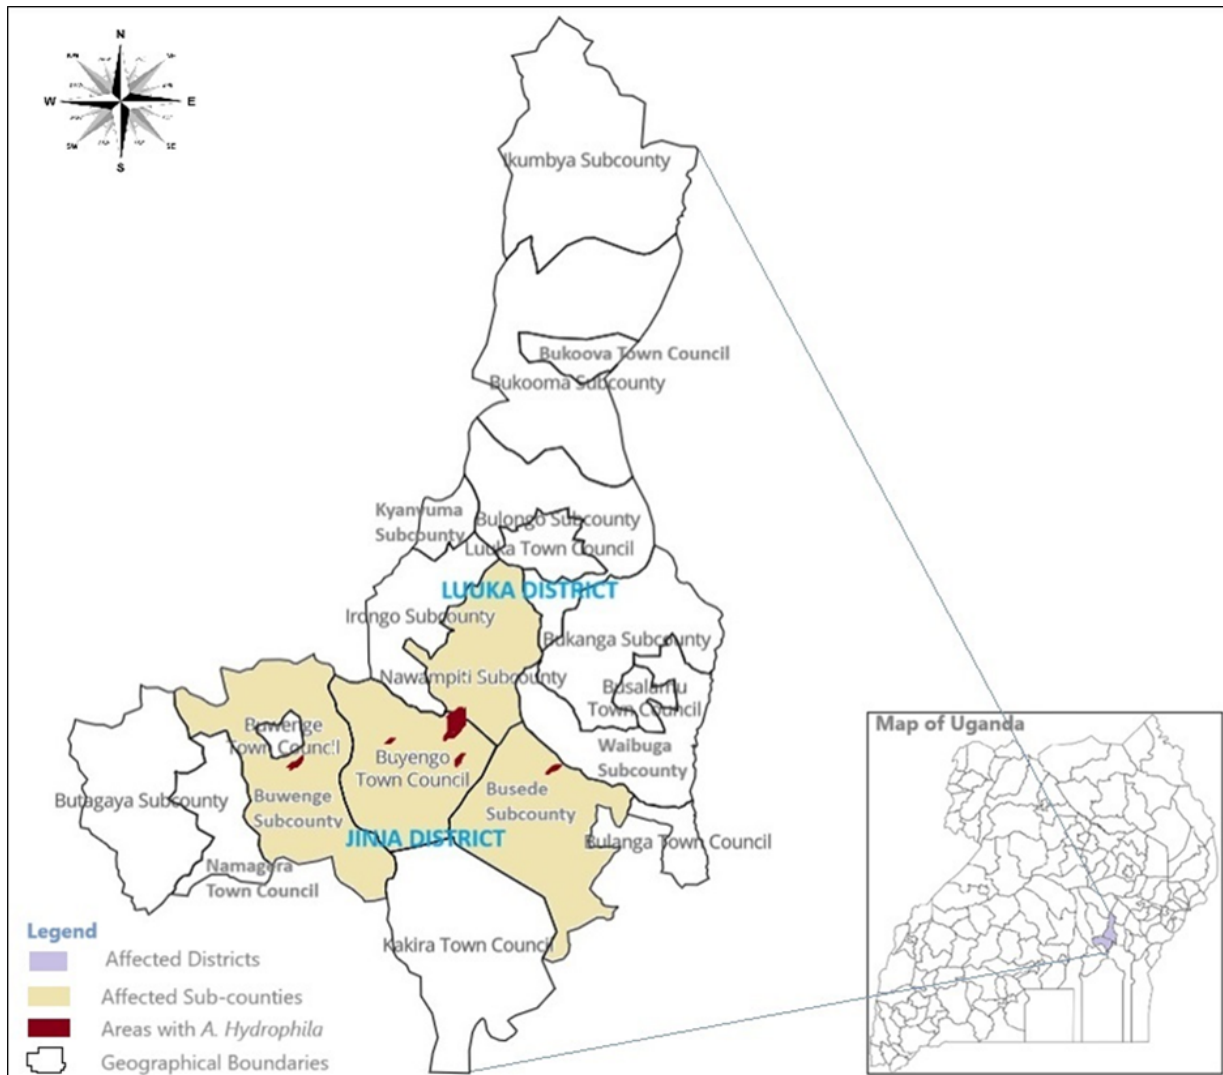 N
W
E
S
Ikumbya Subcounty
Bukoova Town Council
Bukooma Subcounty
Kyanvuma
Subcounty
Bulongo Subcounty
Luuka Town Council
LUUKA DISTRICT
Irongo Subcounty
Bukanga Subcounty
Nawampiti Subcounty
Busalamu
Town Council
Buwenge
Town Council
Buyengo
Town Council
Waibuga
Subcounty
Butagaya Subcounty
Buwenge
Subcounty
Busede
Subcounty
JINJA DISTRICT
Bulanga Town Council
Namagera
Town Council
Kakira Town Council
Map of Uganda
Legend
Affected Districts
Affected Sub-counties
Areas with A. Hydrophila
Geographical Boundaries